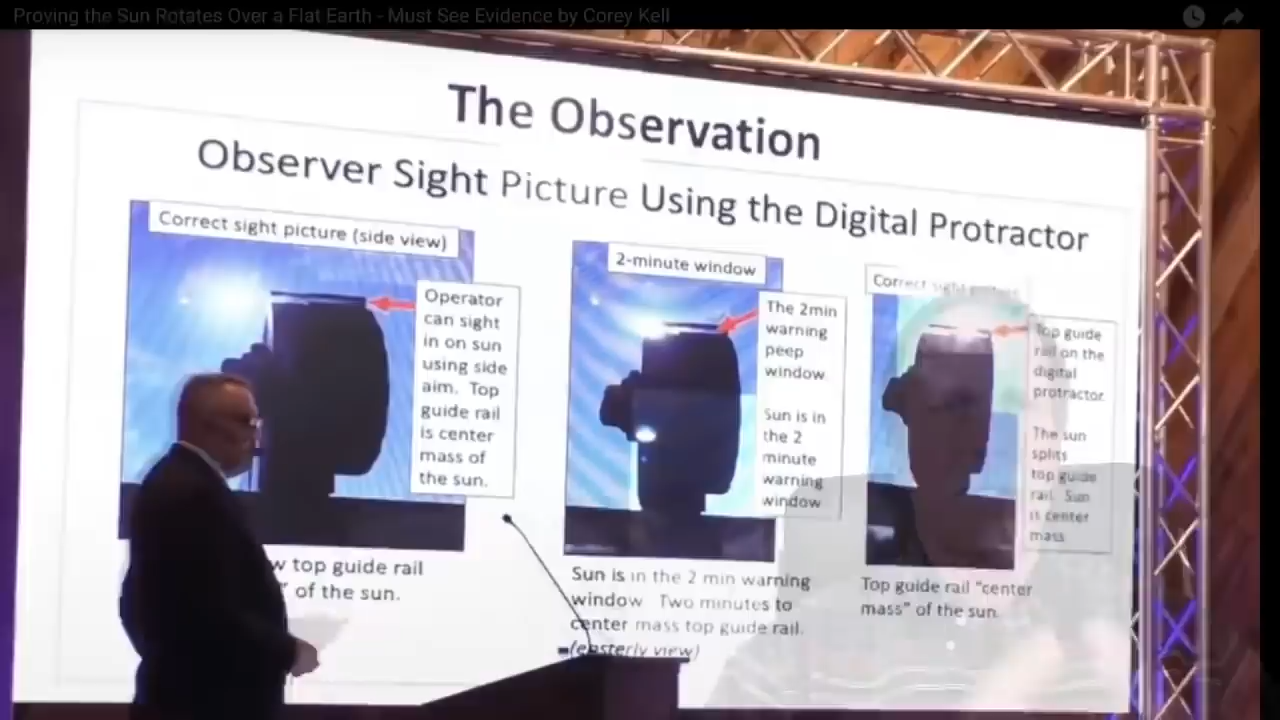 Proving the Sun Rotates Over a Flat Earth - Must See Evidence by Corey Kell
The Observation
Observer Sight Picture Using the Digital Protractor
Correct sight picture (side view)
Operator
can sight
in on sun
using side
aim. Top
guide rail
is center
mass of
the sun.
w top guide rail
" of the sun.
2-minute window
The 2min
warning
peep
window
Sun is in
the 2
minute
warning
window
Sun is in the 2 min warning
window Two minutes to
center mass top guide rail.
(easterly view)
Correct sight picture
Top guide
rail on the
digital
protractor.
The sun
splits
top guide
rail. Sun
is center
mass
Top guide rail "center
mass" of the sun.